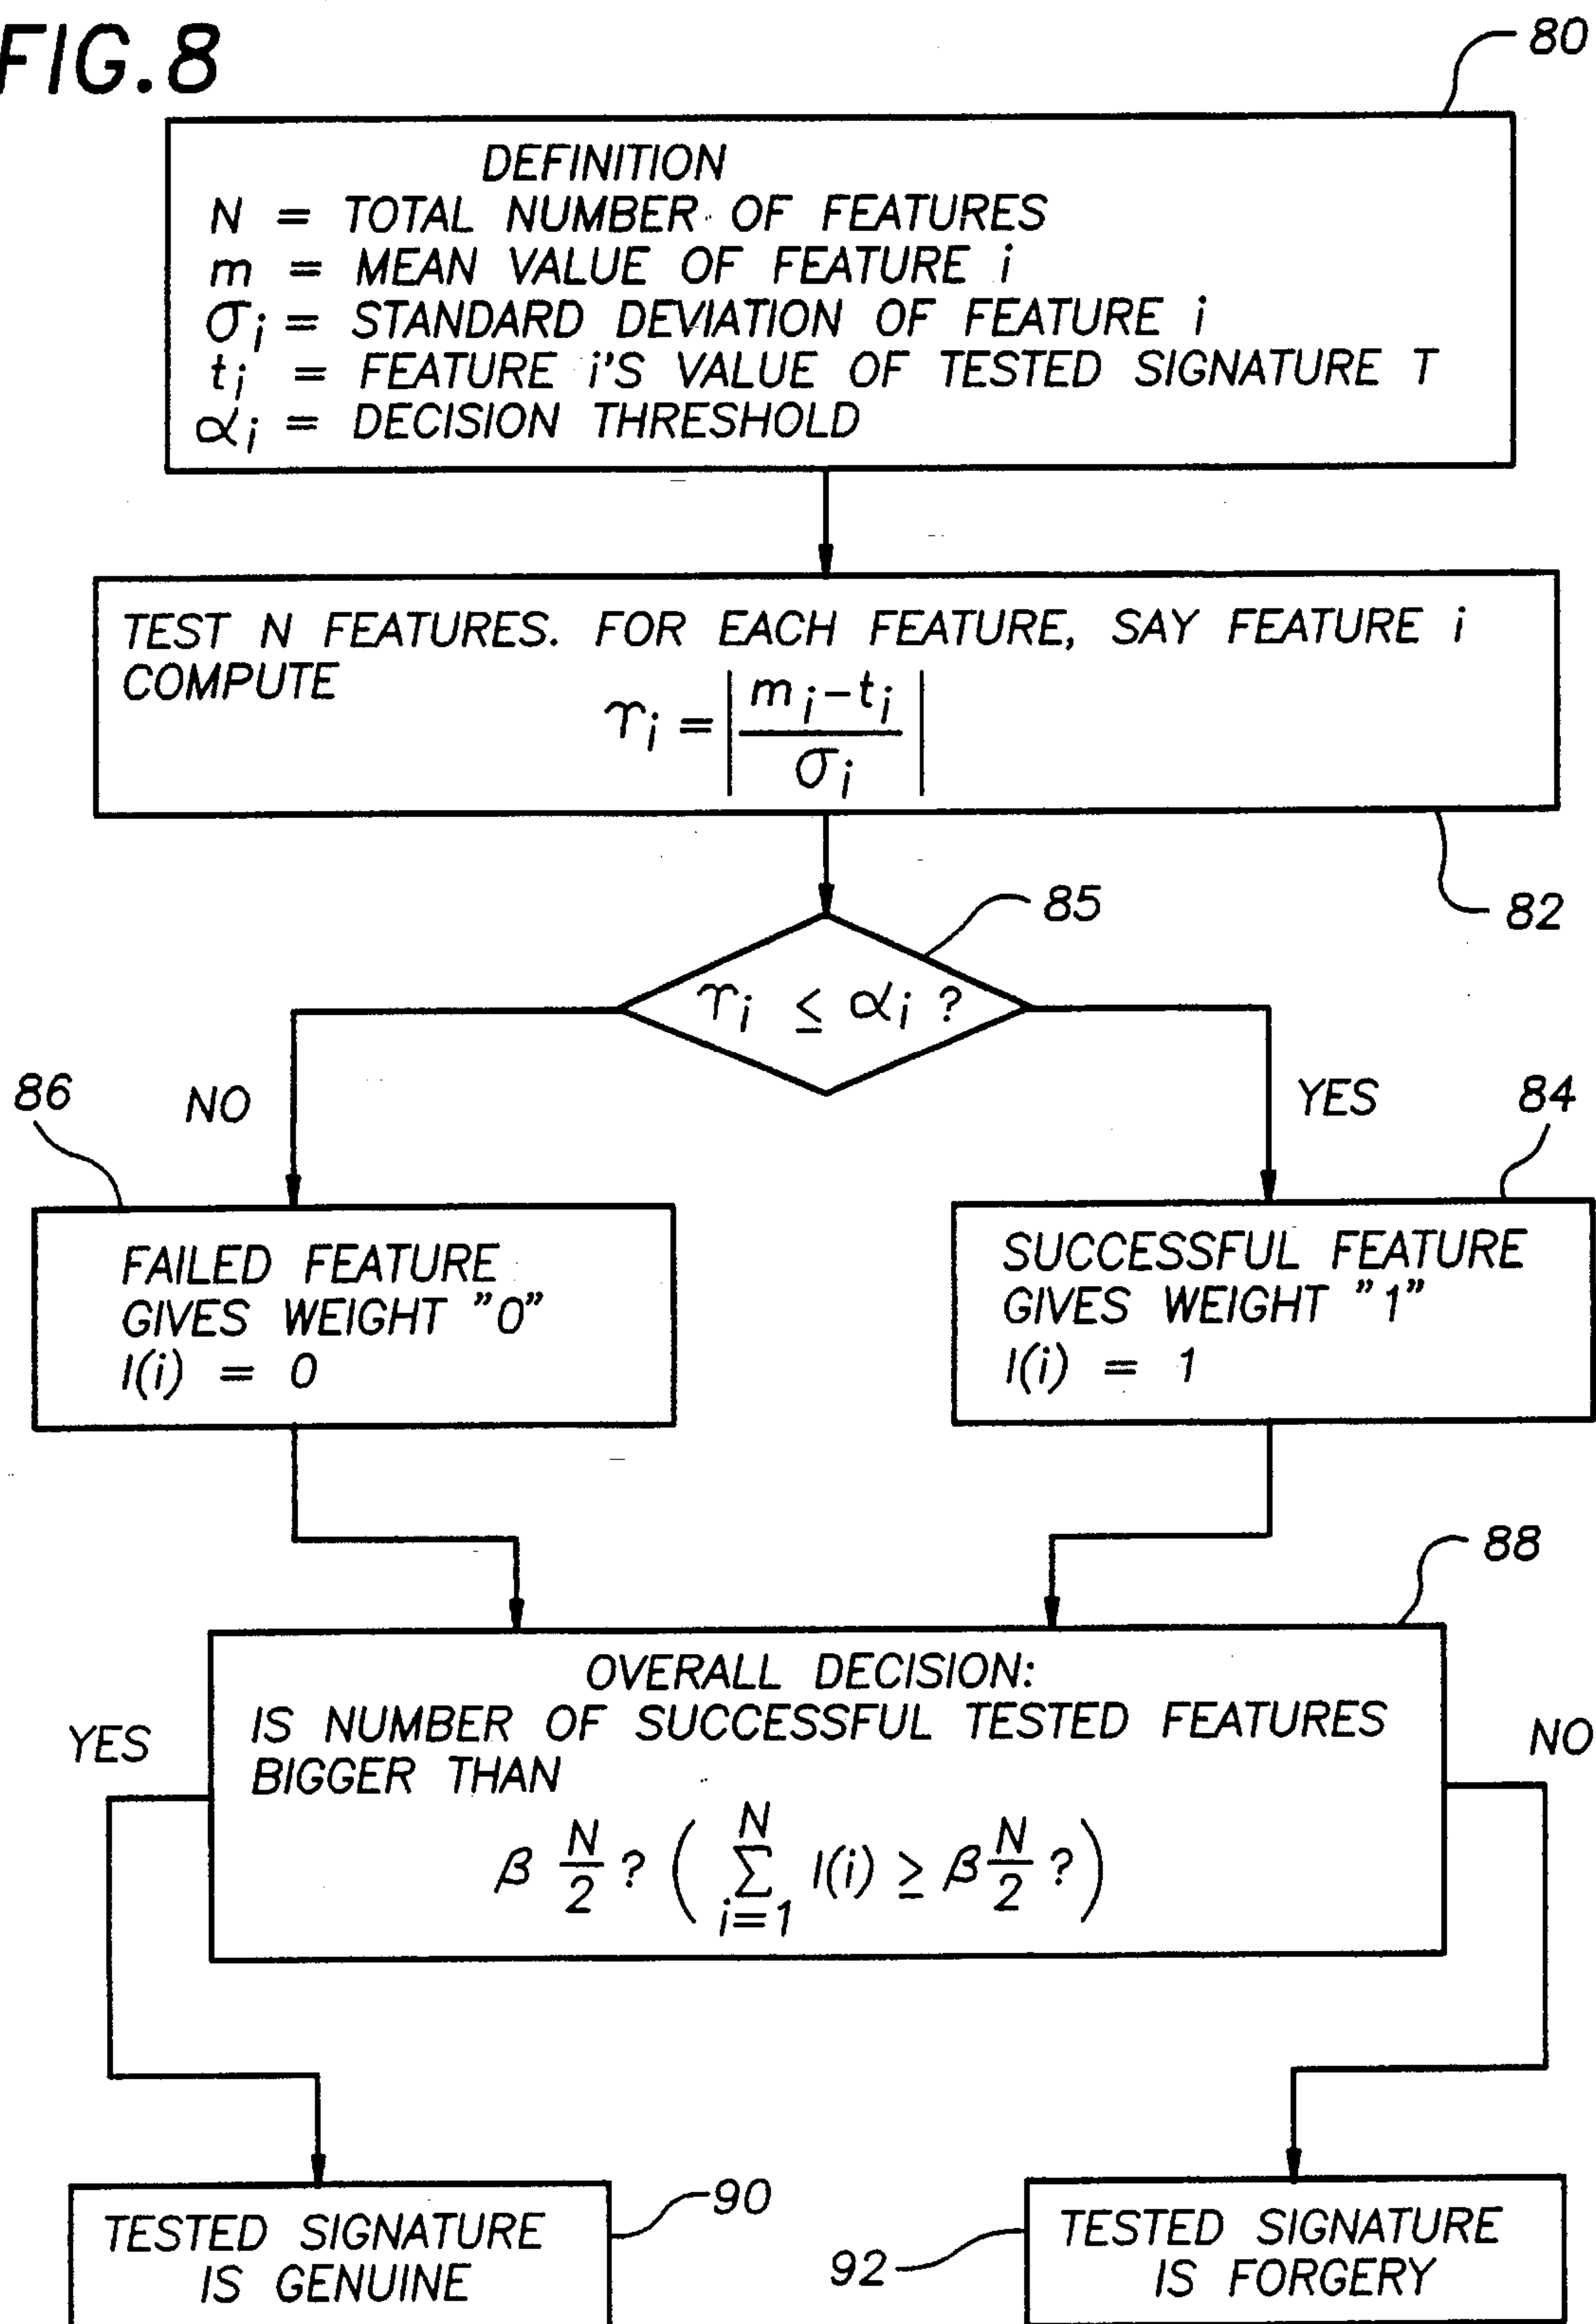 FIG.8
80
DEFINITION
N = TOTAL NUMBER OF FEATURES
m = MEAN VALUE OF FEATURE i
σi = STANDARD DEVIATION OF FEATURE i
ti = FEATURE i'S VALUE OF TESTED SIGNATURE T
αi = DECISION THRESHOLD
TEST N FEATURES. FOR EACH FEATURE, SAY FEATURE i
COMPUTE
γi = | (mi - ti) / σi |
82
85
γi ≤ αi ?
86
NO
YES
84
FAILED FEATURE
GIVES WEIGHT "0"
I(i) = 0
SUCCESSFUL FEATURE
GIVES WEIGHT "1"
I(i) = 1
88
OVERALL DECISION:
IS NUMBER OF SUCCESSFUL TESTED FEATURES
BIGGER THAN
YES
NO
β N/2 ? ( Σ i=1 N I(i) ≥ β N/2 ? )
90
TESTED SIGNATURE
IS GENUINE
92
TESTED SIGNATURE
IS FORGERY